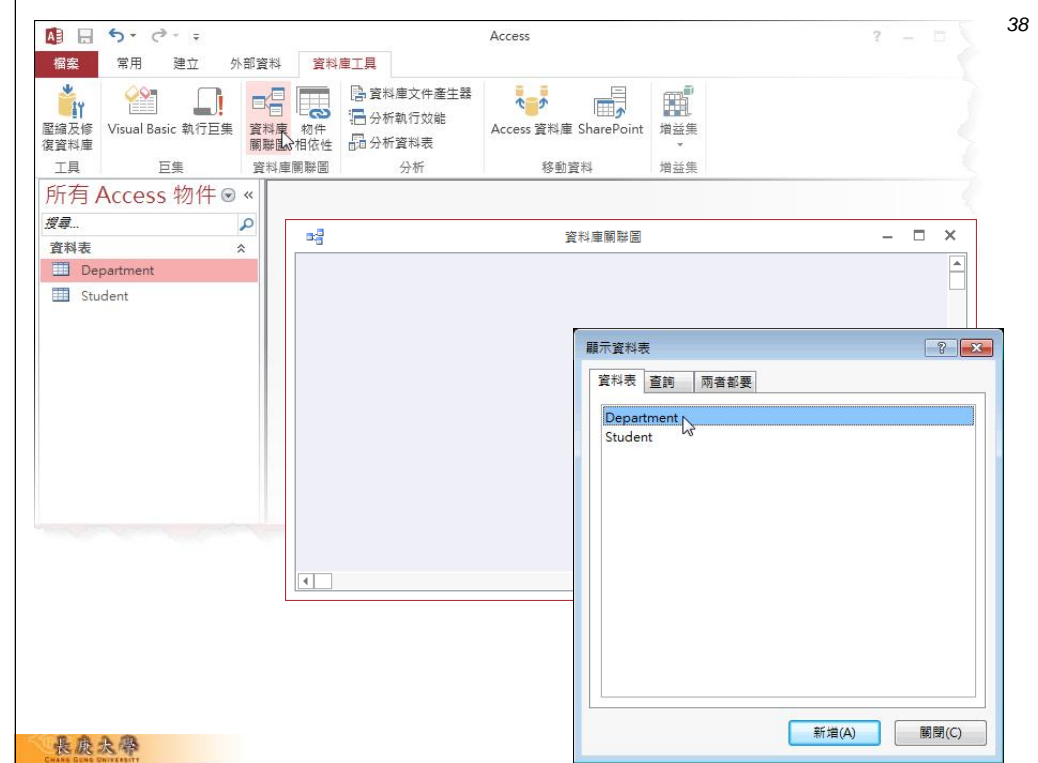 38
Access
檔案 常用 建立 外部資料 資料庫工具
壓縮及修復資料庫
Visual Basic 執行巨集
資料庫關聯圖
物件相依性
資料庫文件產生器
分析執行效能
分析資料表
Access 資料庫 SharePoint
增益集
工具 巨集 資料庫關聯圖 分析 移動資料 增益集
所有 Access 物件
搜尋...
資料表
Department
Student
資料庫關聯圖
顯示資料表
資料表 查詢 兩者都要
Department
Student
新增(A) 關閉(C)
長庚大學
CHANG GUNG UNIVERSITY